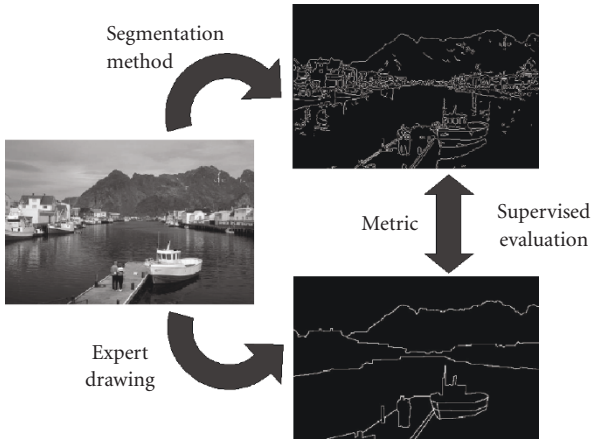 Segmentation
method
Metric
Supervised
evaluation
Expert
drawing